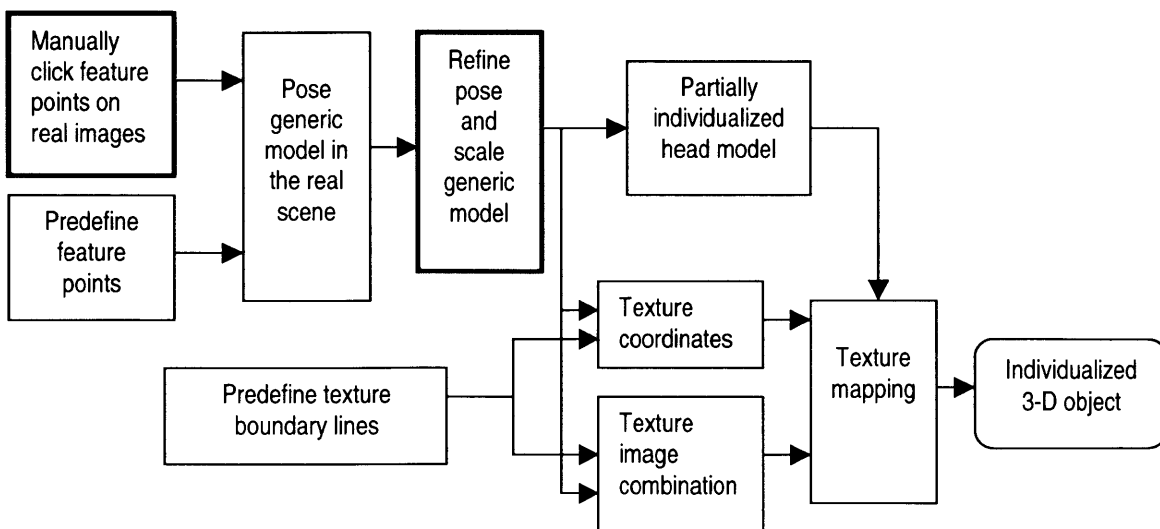 Manually
click feature
points on
real images
Predefine
feature
points
Pose
generic
model in
the real
scene
Refine
pose
and
scale
generic
model
Partially
individualized
head model
Texture
coordinates
Predefine texture
boundary lines
Texture
image
combination
Texture
mapping
Individualized
3-D object